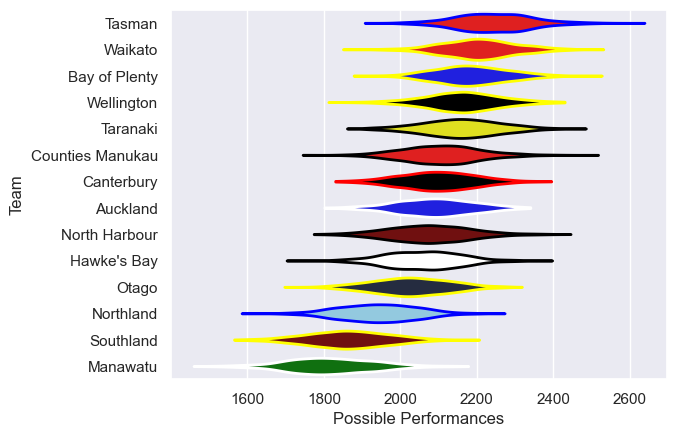 Tasman
Waikato
Bay of Plenty
Wellington
Taranaki
Counties Manukau
Canterbury
Auckland
North Harbour
Hawke's Bay
Otago
Northland
Southland
Manawatu
Team
1600 1800 2000 2200 2400 2600
Possible Performances